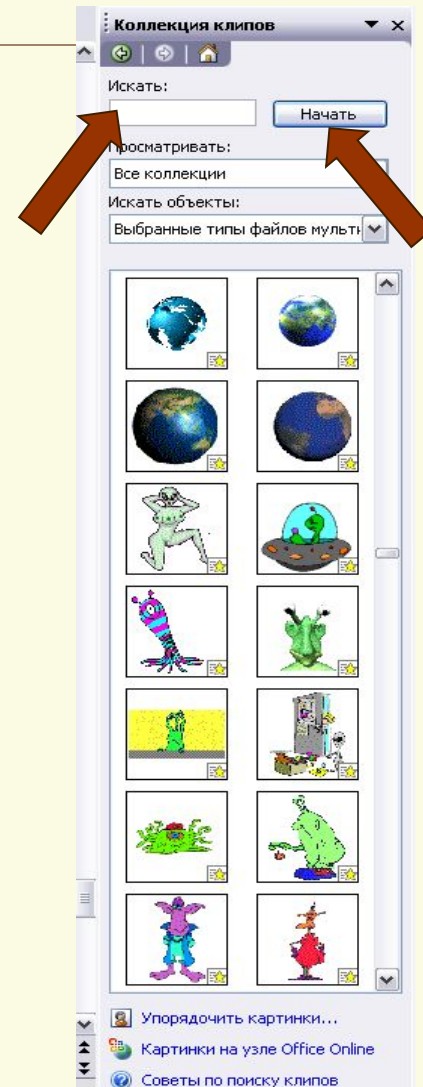 Коллекция клипов
Искать:
Начать
Просматривать:
Все коллекции
Искать объекты:
Выбранные типы файлов мульти
Упорядочить картинки...
Картинки на узле Office Online
Советы по поиску клипов